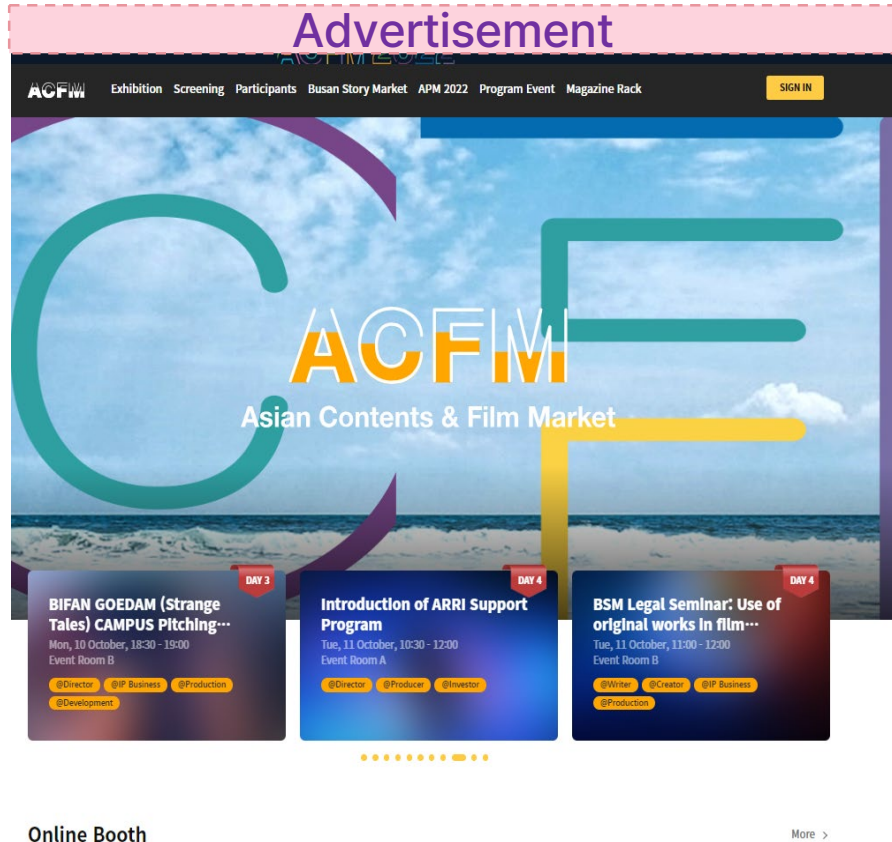 Advertisement
ACFM 2022
ACFM
Exhibition Screening Participants Busan Story Market APM 2022 Program Event Magazine Rack
SIGN IN
ACFM
Asian Contents & Film Market
DAY 3
BIFAN GOEDAM (Strange
Tales) CAMPUS Pitching···
Mon, 10 October, 18:30 - 19:00
Event Room B
@Director @IP Business @Production
@Development
DAY 4
Introduction of ARRI Support
Program
Tue, 11 October, 10:30 - 12:00
Event Room A
@Director @Producer @Investor
DAY 4
BSM Legal Seminar: Use of
original works in film···
Tue, 11 October, 11:00 - 12:00
Event Room B
@Writer @Creator @IP Business
@Production
Online Booth
More >